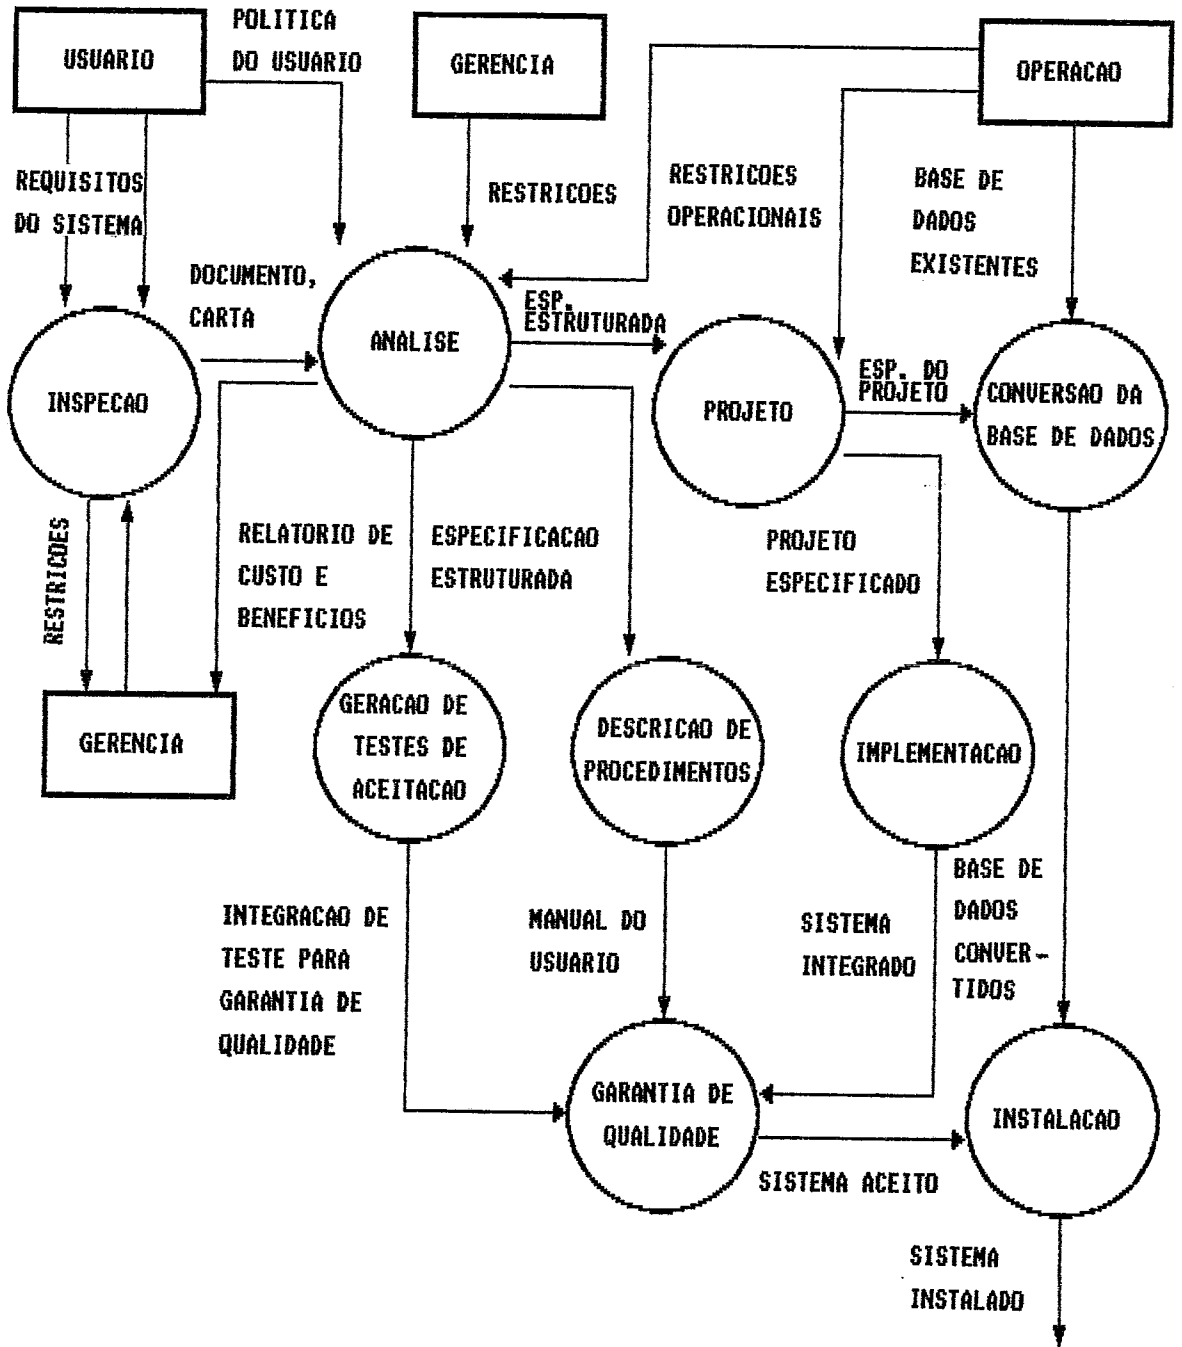 POLITICA
DO USUARIO
USUARIO
GERENCIA
OPERACAO
REQUISITOS
DO SISTEMA
RESTRICOES
RESTRICOES
OPERACIONAIS
BASE DE
DADOS
EXISTENTES
DOCUMENTO,
CARTA
ANALISE
ESP.
ESTRUTURADA
INSPECAO
PROJETO
ESP. DO
PROJETO
CONVERSAO DA
BASE DE DADOS
RESTRICOES
RELATORIO DE
CUSTO E
BENEFICIOS
ESPECIFICACAO
ESTRUTURADA
PROJETO
ESPECIFICADO
GERENCIA
GERACAO DE
TESTES DE
ACEITACAO
DESCRICAO DE
PROCEDIMENTOS
IMPLEMENTACAO
INTEGRACAO DE
TESTE PARA
GARANTIA DE
QUALIDADE
MANUAL DO
USUARIO
SISTEMA
INTEGRADO
BASE DE
DADOS
CONVER-
TIDOS
GARANTIA DE
QUALIDADE
INSTALACAO
SISTEMA ACEITO
SISTEMA
INSTALADO